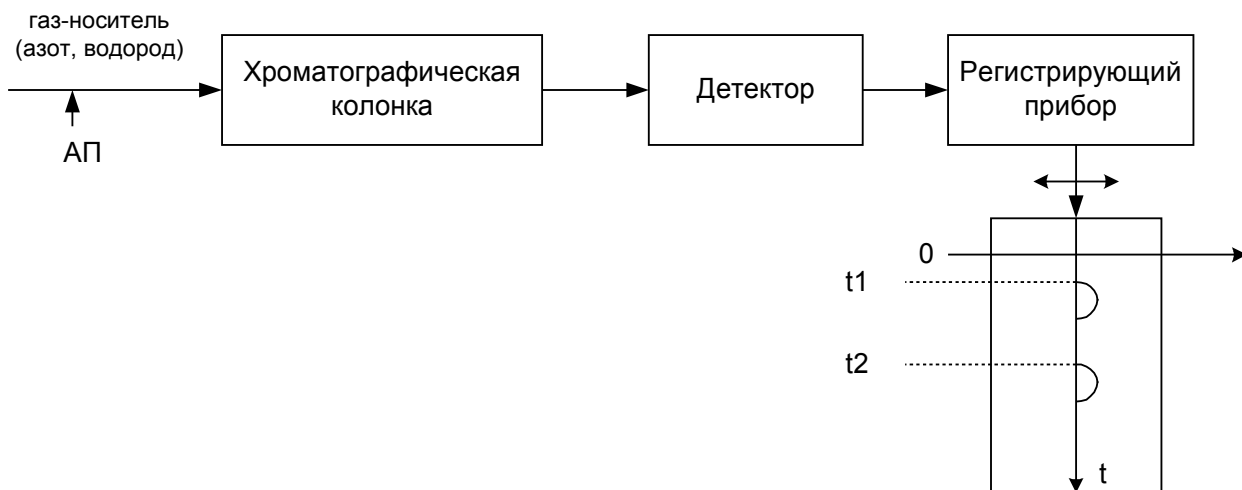 газ-носитель
(азот, водород)
АП
Хроматографическая
колонка
Детектор
Регистрирующий
прибор
0
t1
t2
t